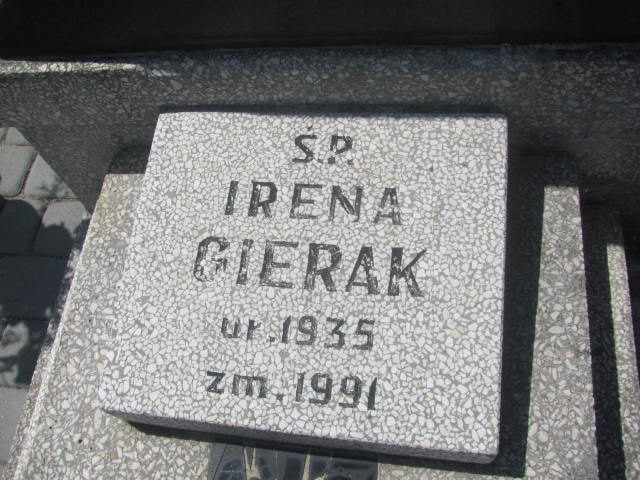 Ś.P.
IRENA
GIERAK
ur. 1935
zm. 1991